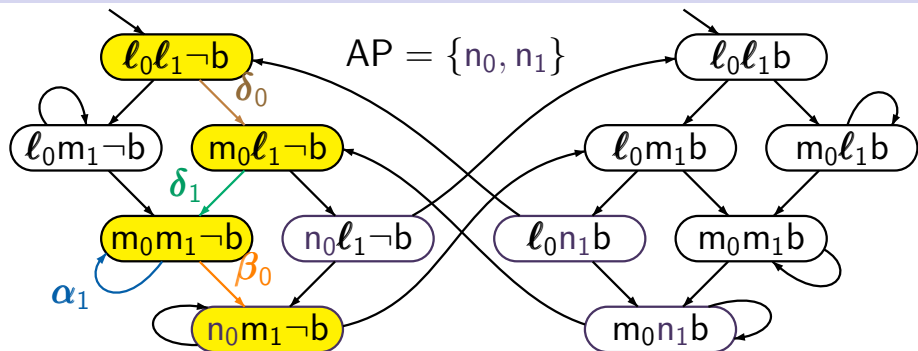 ℓ₀ℓ₁¬b AP = {n₀, n₁} ℓ₀ℓ₁b
δ₀
ℓ₀m₁¬b m₀ℓ₁¬b ℓ₀m₁b m₀ℓ₁b
δ₁
m₀m₁¬b n₀ℓ₁¬b ℓ₀n₁b m₀m₁b
α₁ β₀
n₀m₁¬b m₀n₁b